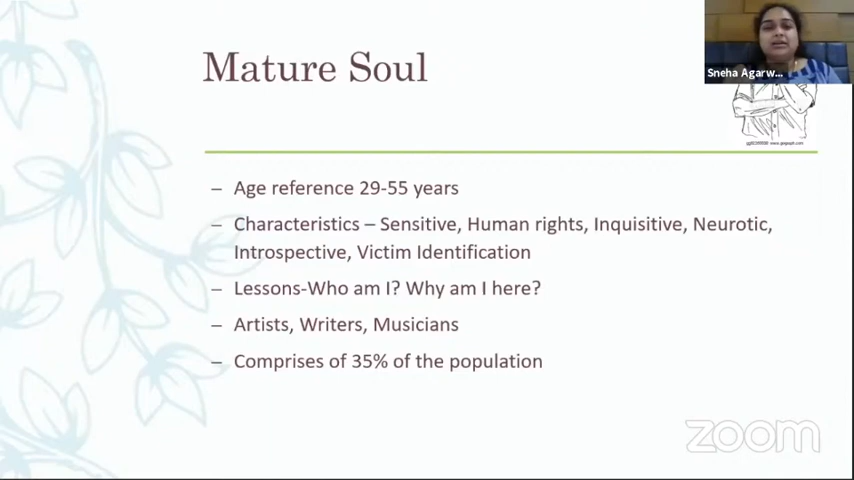 Mature Soul
Sneha Agarw...
– Age reference 29-55 years
– Characteristics – Sensitive, Human rights, Inquisitive, Neurotic,
Introspective, Victim Identification
– Lessons-Who am I? Why am I here?
– Artists, Writers, Musicians
– Comprises of 35% of the population
zoom